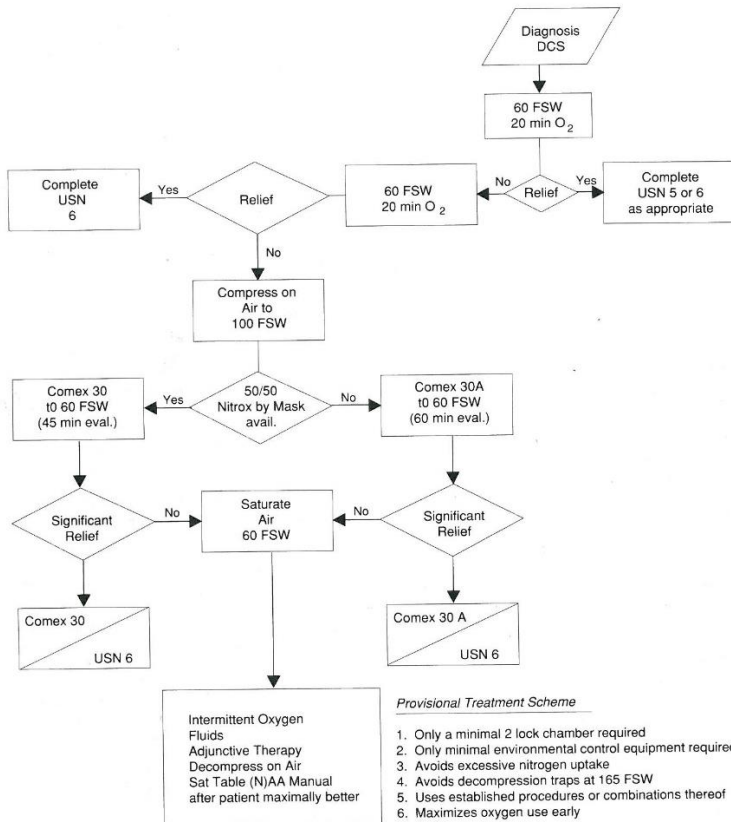 Diagnosis
DCS
60 FSW
20 min O2
Relief
Yes
Complete
USN 5 or 6
as appropriate
No
60 FSW
20 min O2
Relief
Yes
Complete
USN
6
No
Compress on
Air to
100 FSW
50/50
Nitrox by Mask
avail.
Yes
Comex 30
t0 60 FSW
(45 min eval.)
No
Comex 30A
t0 60 FSW
(60 min eval.)
Significant
Relief
No
Saturate
Air
60 FSW
No
Significant
Relief
Comex 30
USN 6
Comex 30 A
USN 6
Intermittent Oxygen
Fluids
Adjunctive Therapy
Decompress on Air
Sat Table (N)AA Manual
after patient maximally better
Provisional Treatment Scheme
1. Only a minimal 2 lock chamber required
2. Only minimal environmental control equipment require
3. Avoids excessive nitrogen uptake
4. Avoids decompression traps at 165 FSW
5. Uses established procedures or combinations thereof
6. Maximizes oxygen use early